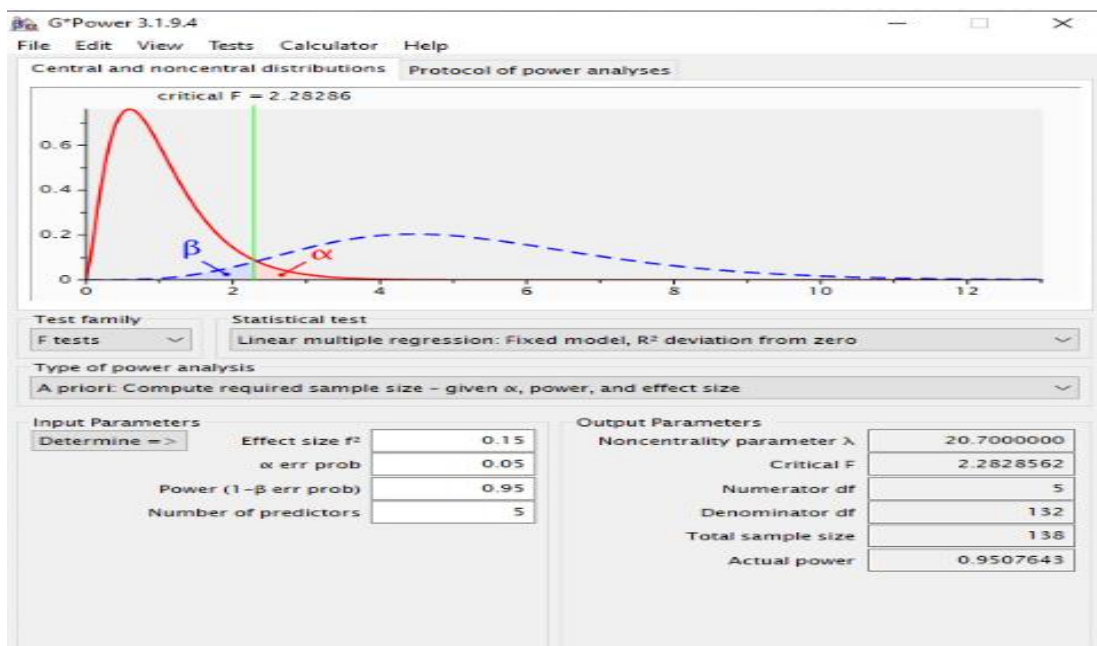 G*Power 3.1.9.4
File Edit View Tests Calculator Help
Central and noncentral distributions Protocol of power analyses
critical F = 2.28286
0.6
0.4
0.2
0
β α
0 2 4 6 8 10 12
Test family Statistical test
F tests Linear multiple regression: Fixed model, R² deviation from zero
Type of power analysis
A priori: Compute required sample size – given α, power, and effect size
Input Parameters Output Parameters
Determine => Effect size f² 0.15 Noncentrality parameter λ 20.7000000
α err prob 0.05 Critical F 2.2828562
Power (1-β err prob) 0.95 Numerator df 5
Number of predictors 5 Denominator df 132
Total sample size 138
Actual power 0.9507643